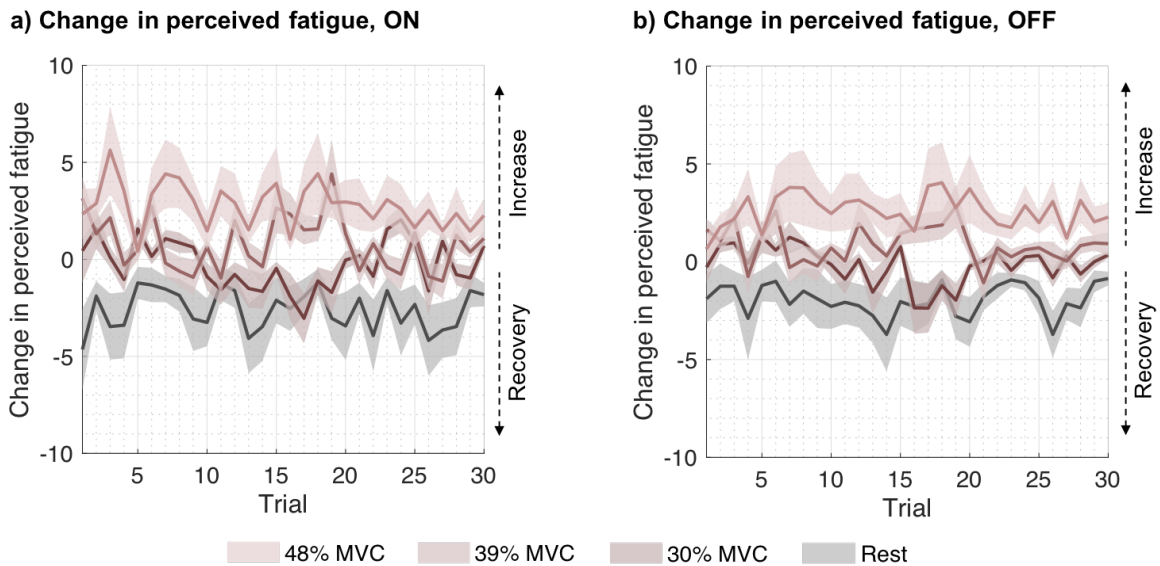 a) Change in perceived fatigue, ON
b) Change in perceived fatigue, OFF
Change in perceived fatigue
10
5
0
-5
-10
5
10
15
20
25
30
Trial
Increase
Recovery
Change in perceived fatigue
10
5
0
-5
-10
5
10
15
20
25
30
Trial
Increase
Recovery
48% MVC
39% MVC
30% MVC
Rest